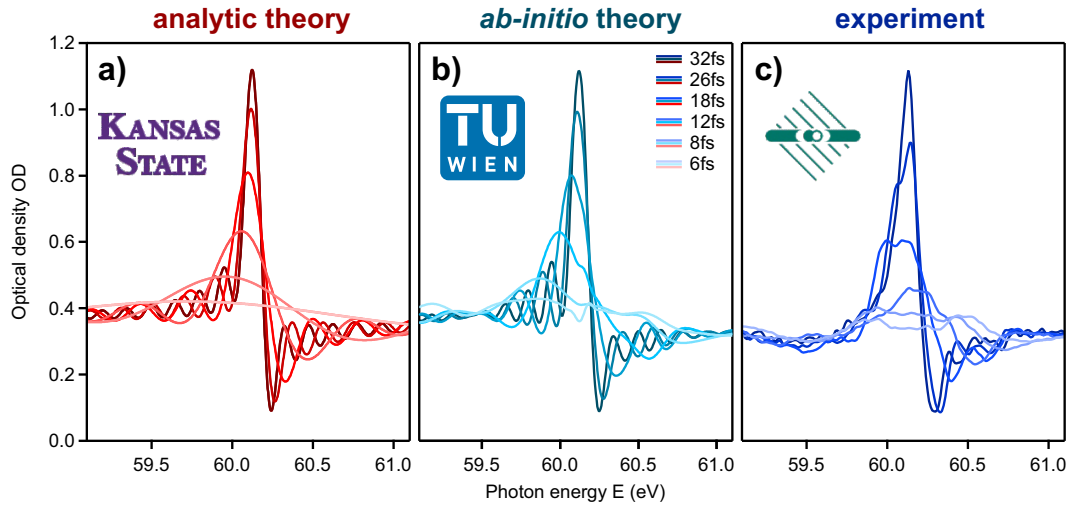 analytic theory
ab-initio theory
experiment
a)
b)
c)
KANSAS
STATE
TU
WIEN
32fs
26fs
18fs
12fs
8fs
6fs
Optical density OD
1.2
1.0
0.8
0.6
0.4
0.2
0.0
59.5
60.0
60.5
61.0
59.5
60.0
60.5
61.0
59.5
60.0
60.5
61.0
Photon energy E (eV)